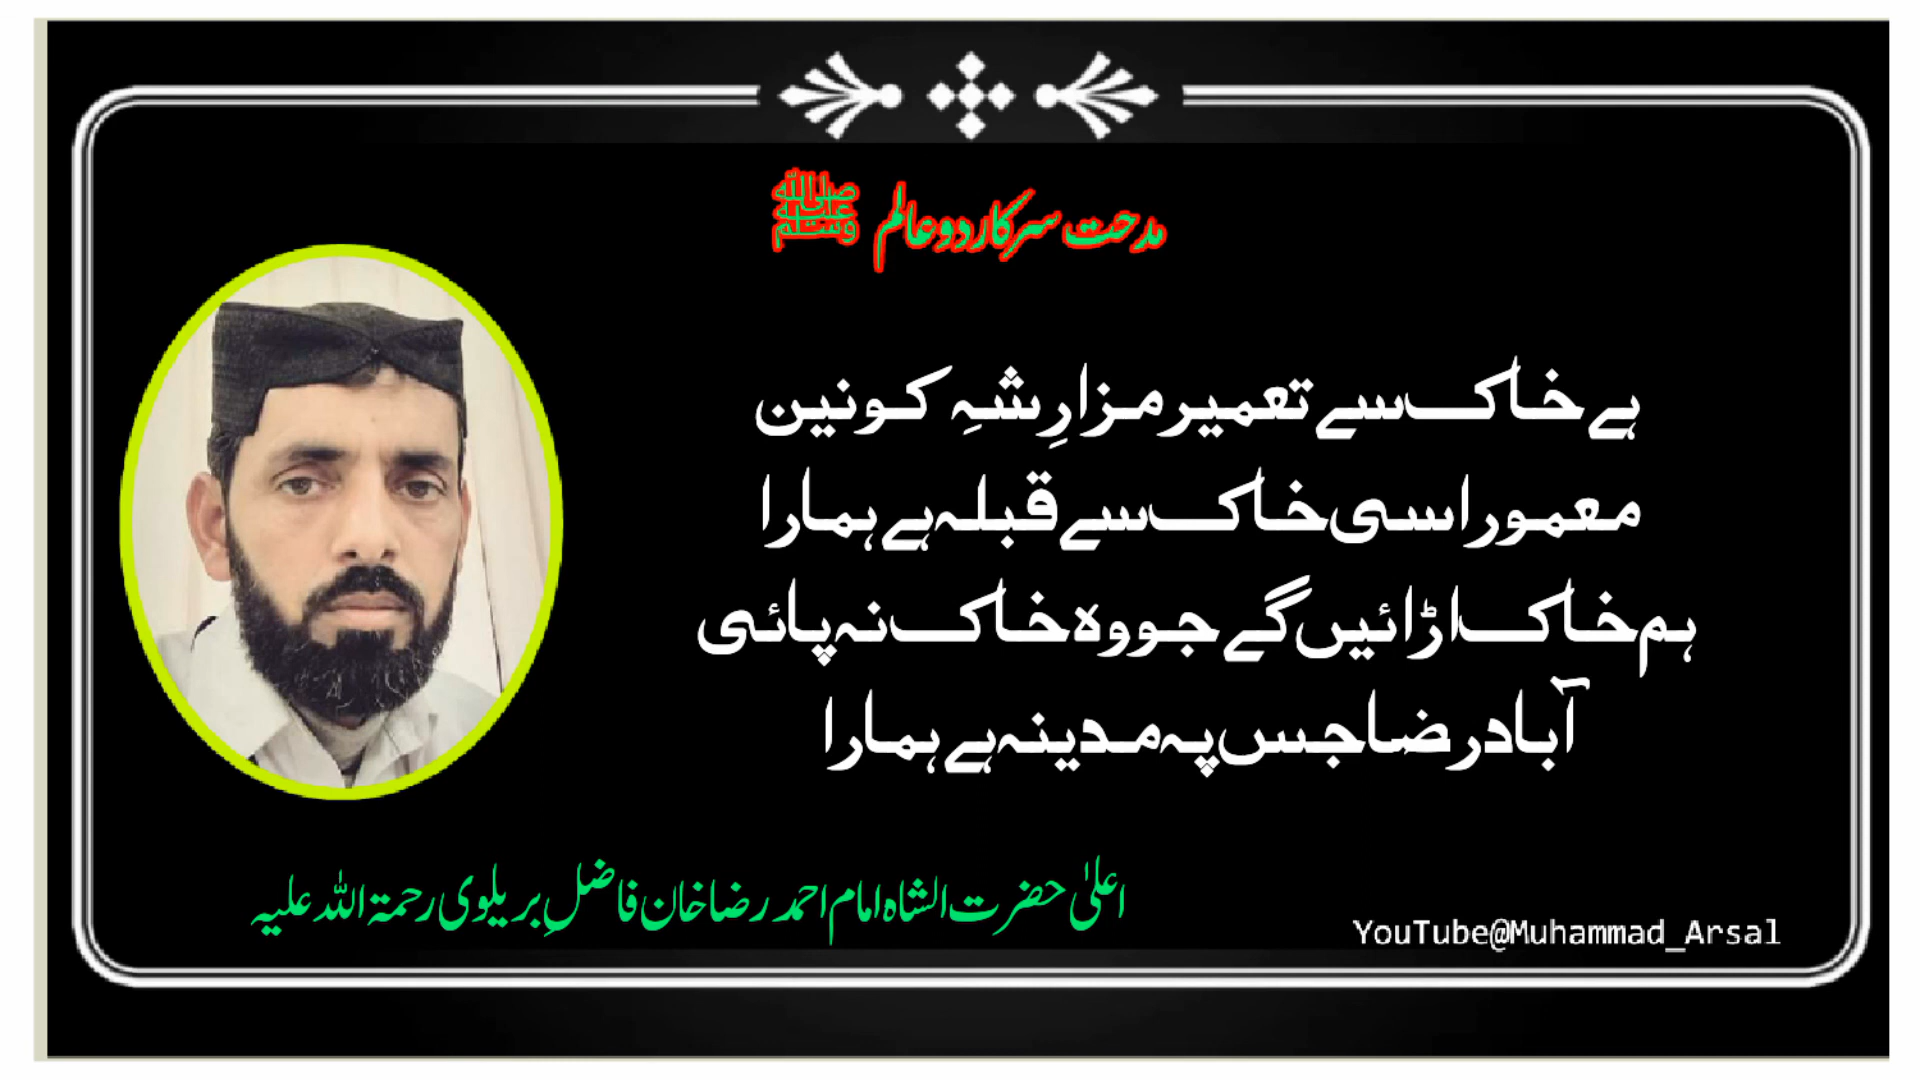 مدحت سرکار دو عالم ﷺ
ہے خاک سے تعمیر مزارِ شہِ کونین
معمور اسی خاک سے قبلہ ہے ہمارا
ہم خاک اڑائیں گے جو وہ خاک نہ پائی
آباد رضا جس پہ مدینہ ہے ہمارا
اعلیٰ حضرت الشاہ امام احمد رضا خان فاضلِ بریلوی رحمۃ اللہ علیہ
YouTube@Muhammad_Arsal